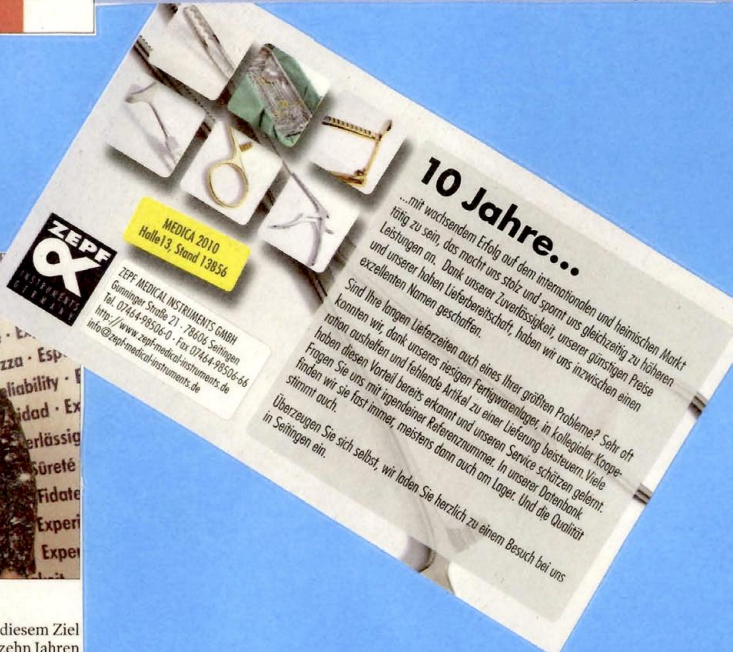 10 Jahre...
...mit wachsendem Erfolg auf dem internationalen und heimischen Markt
tätig zu sein, das macht uns stolz und spornt uns gleichzeitig zu höheren
Leistungen an. Dank unserer Zuverlässigkeit, unserer günstigen Preise
und unserer hohen Lieferbereitschaft, haben wir uns inzwischen einen
exzellenten Namen geschaffen.
Sind Ihre langen Lieferzeiten auch eines Ihrer größten Probleme? Sehr oft
konnten wir, dank unseres riesigen Fertigwarenlager, in kollegialer Koope-
ration aushelfen und fehlende Artikel zu einer Lieferung beisteuern. Viele
haben diesen Vorteil bereits erkannt und unseren Service schätzen gelernt.
Fragen Sie uns mit irgendeiner Referenznummer. In unserer Datenbank
finden wir sie fast immer, meistens dann auch am Lager. Und die Qualität
stimmt auch.
Überzeugen Sie sich selbst, wir laden Sie herzlich zu einem Besuch bei uns
in Seitingen ein.
MEDICA 2010
Halle13, Stand 13B56
ZEPF
INSTRUMENTS
GERMANY
ZEPF MEDICAL INSTRUMENTS GMBH
Gunninger Straße 21 · 78606 Seitingen
Tel. 07464-98506-0 · Fax 07464-98506-66
http://www.zepf-medical-instruments.de
info@zepf-medical-instruments.de
zza · Esp
eliability · E
idad · Ex
erlässig
Sûreté
Fidate
Experi
Exper
diesem Ziel
zehn Jahren